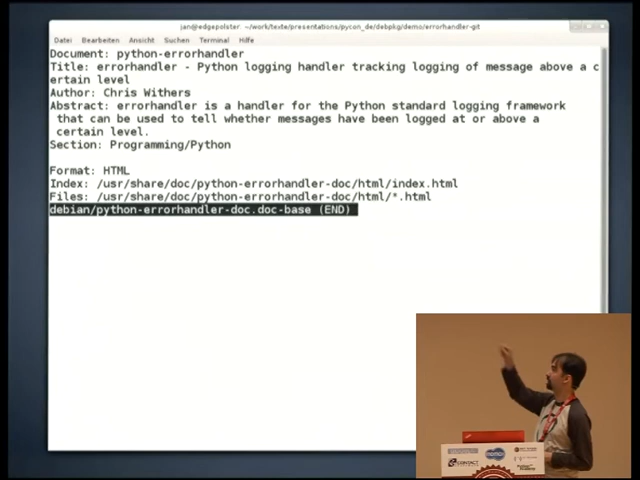 jan@edgepolster: ~/work/texte/presentations/pycon_de/debpkg/demo/errorhandler-git
Datei Bearbeiten Ansicht Suchen Terminal Hilfe
Document: python-errorhandler
Title: errorhandler - Python logging handler tracking logging of message above a c
ertain level
Author: Chris Withers
Abstract: errorhandler is a handler for the Python standard logging framework
that can be used to tell whether messages have been logged at or above a
certain level.
Section: Programming/Python
Format: HTML
Index: /usr/share/doc/python-errorhandler-doc/html/index.html
Files: /usr/share/doc/python-errorhandler-doc/html/*.html
debian/python-errorhandler-doc.doc-base (END)
CONTACT